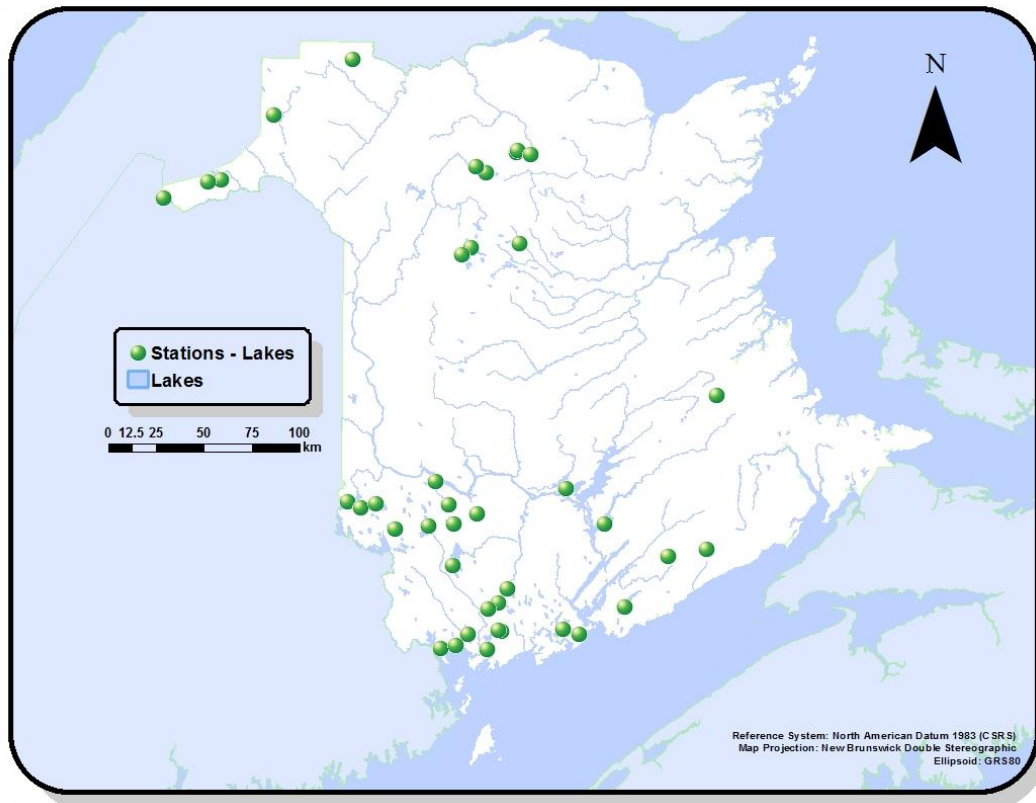 N
Stations - Lakes
Lakes
0 12.5 25 50 75 100
km
Reference System: North American Datum 1983 (CSRS)
Map Projection: New Brunswick Double Stereographic
Ellipsoid: GRS80